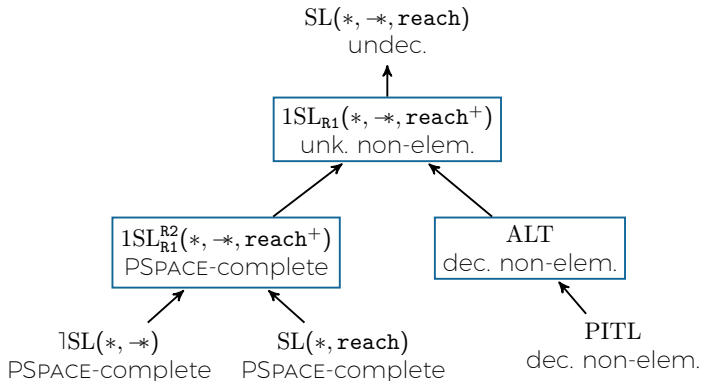 SL(∗, −∗, reach)
undec.
1SL_R1(∗, −∗, reach⁺)
unk. non-elem.
1SL^R2_R1(∗, −∗, reach⁺)
PSPACE-complete
ALT
dec. non-elem.
1SL(∗, −∗)
PSPACE-complete
SL(∗, reach)
PSPACE-complete
PITL
dec. non-elem.